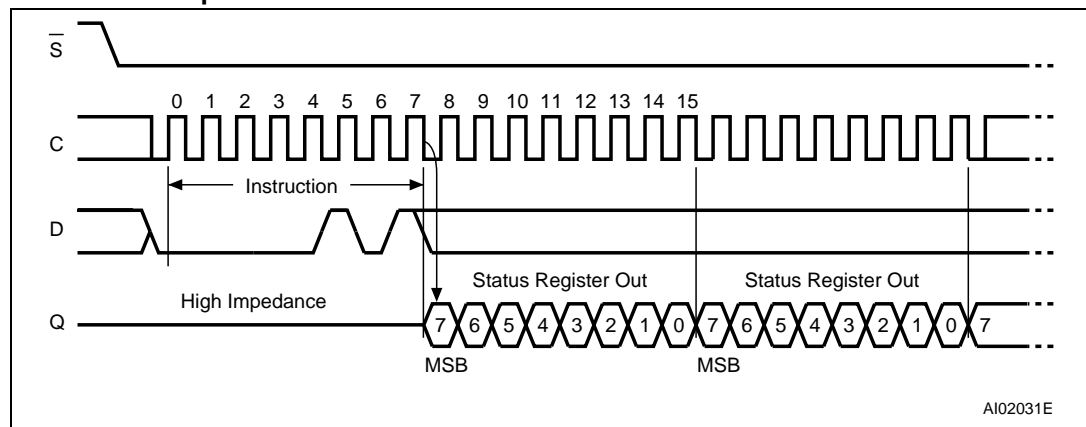 S
0 1 2 3 4 5 6 7 8 9 10 11 12 13 14 15
C
Instruction
D
Status Register Out Status Register Out
High Impedance
Q
7 6 5 4 3 2 1 0 7 6 5 4 3 2 1 0 7
MSB MSB
AI02031E